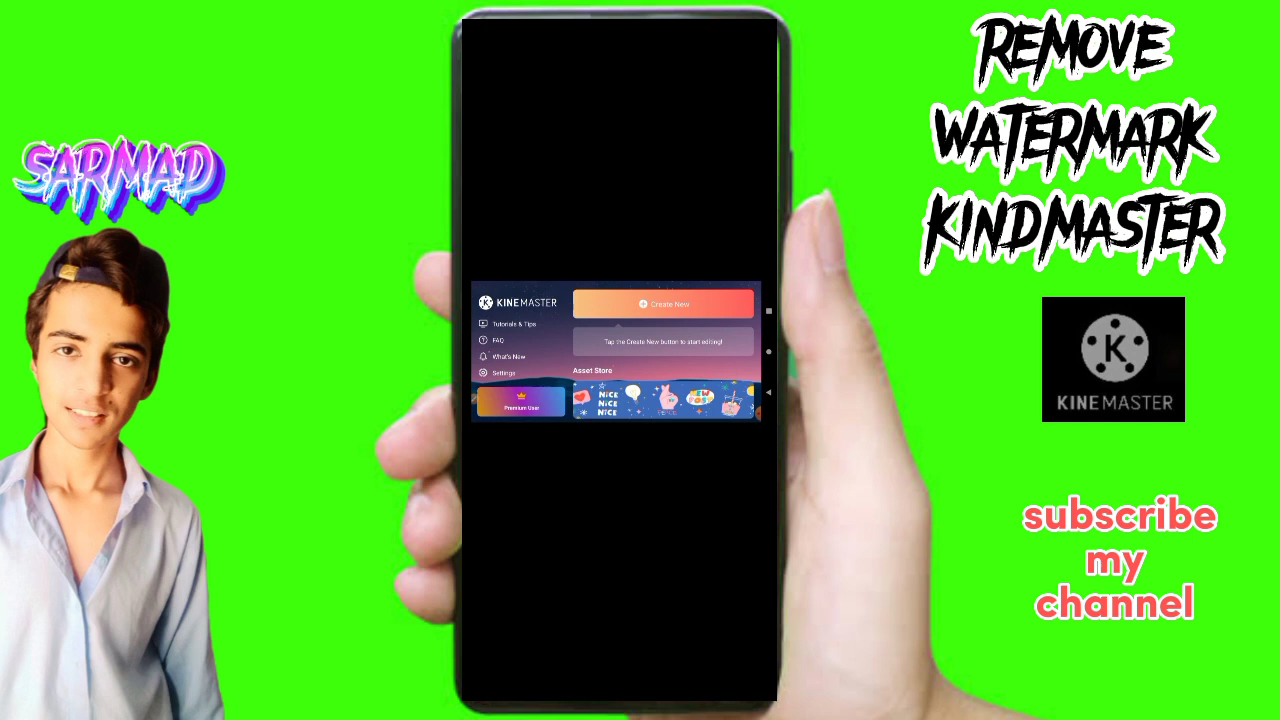 SARMAD
REMOVE
WATERMARK
KINDMASTER
KINEMASTER
Tutorials & Tips
FAQ
What's New
Settings
Premium User
Create New
Tap the Create New button to start editing!
Asset Store
NiCE
NiCE
NiCE
PEACE
KINEMASTER
subscribe
my
channel